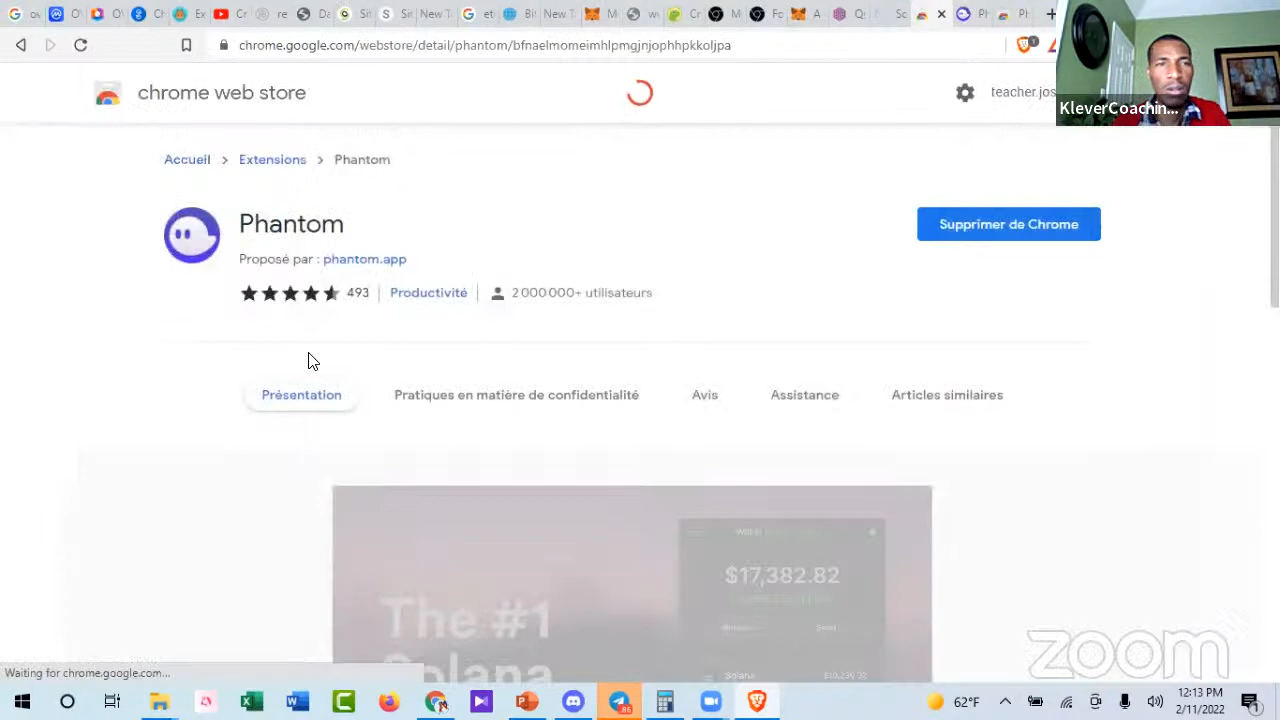 chrome.google.com/webstore/detail/phantom/bfnaelmomeimhlpmgjnjophhpkkoljpa
chrome web store
teacher.jos
KleverCoachin...
Accueil > Extensions > Phantom
Phantom
Supprimer de Chrome
Proposé par : phantom.app
493 Productivité 2 000 000+ utilisateurs
Présentation Pratiques en matière de confidentialité Avis Assistance Articles similaires
$17,382.82
The #1
Solana
Solana
zoom
Waiting for chrome.google.com...
86
62°F
12:13 PM
2/11/2022